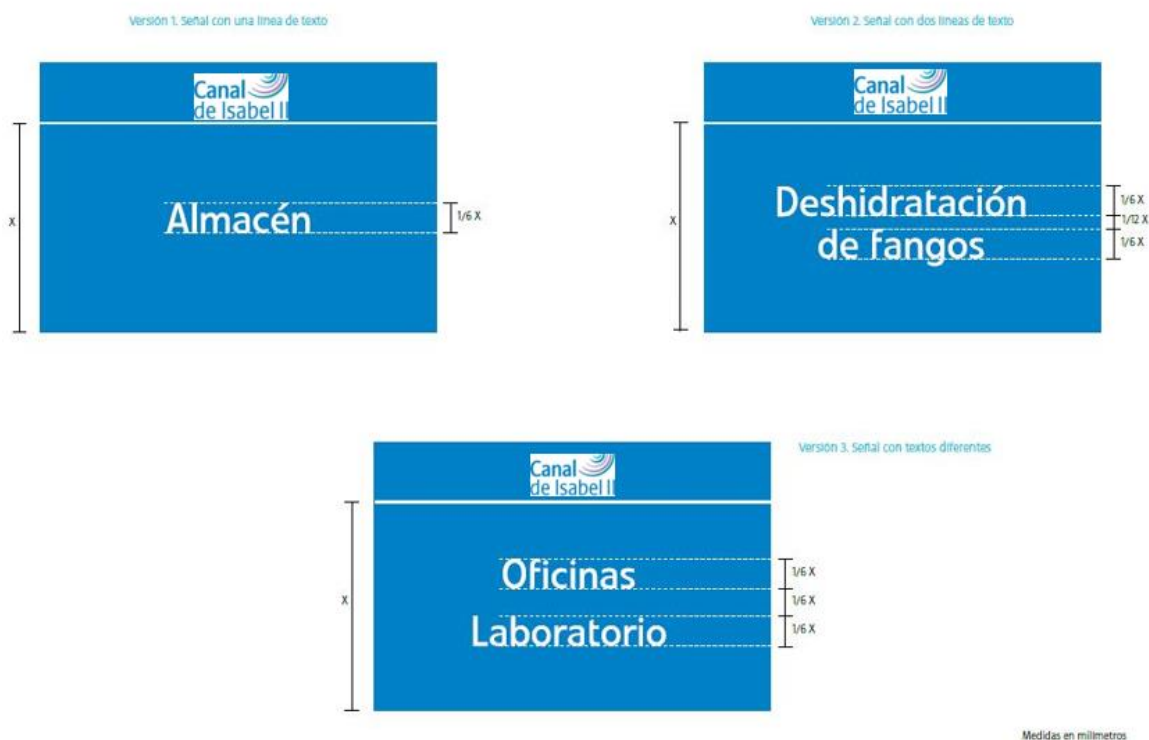 Versión 1. Señal con una línea de texto
Canal
de Isabel II
X
Almacén
1/6 X
Versión 2. Señal con dos líneas de texto
Canal
de Isabel II
X
Deshidratación
de fangos
1/6 X
1/12 X
1/6 X
Versión 3. Señal con textos diferentes
Canal
de Isabel II
X
Oficinas
Laboratorio
1/6 X
1/6 X
1/6 X
Medidas en milímetros